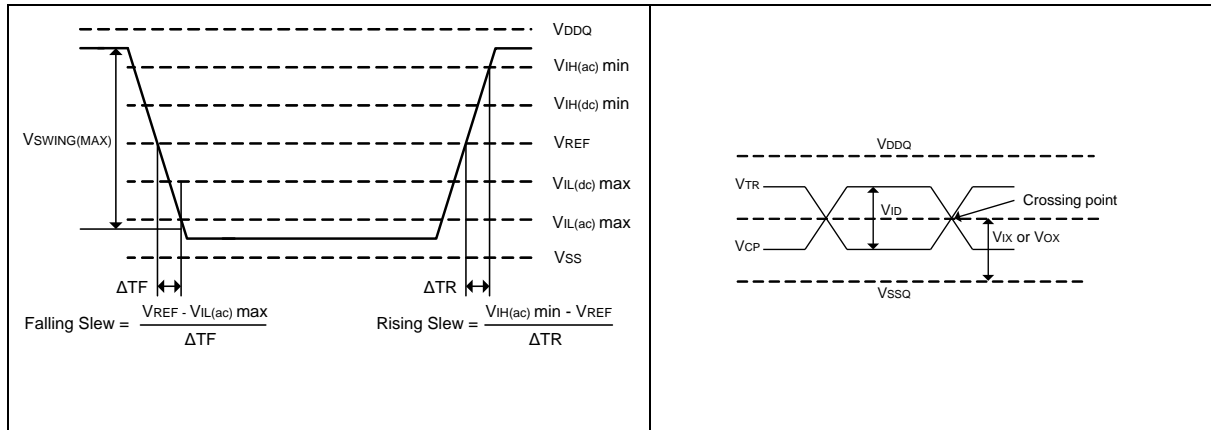 VDDQ
VIH(ac) min
VIH(dc) min
VSWING(MAX)
VREF
VIL(dc) max
VIL(ac) max
VSS
ΔTF
ΔTR
Falling Slew = VREF - VIL(ac) max
ΔTF
Rising Slew = VIH(ac) min - VREF
ΔTR
VDDQ
VTR
VID
Crossing point
VCP
VIX or VOX
VSSQ